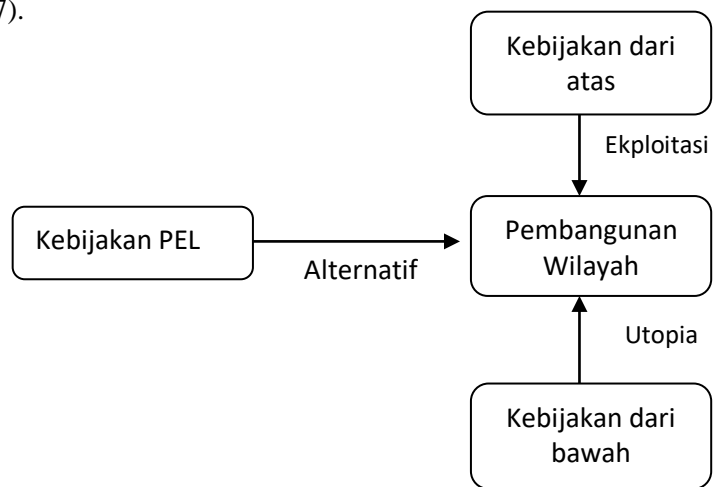 7).
Kebijakan dari
atas
Ekploitasi
Kebijakan PEL
Alternatif
Pembangunan
Wilayah
Utopia
Kebijakan dari
bawah